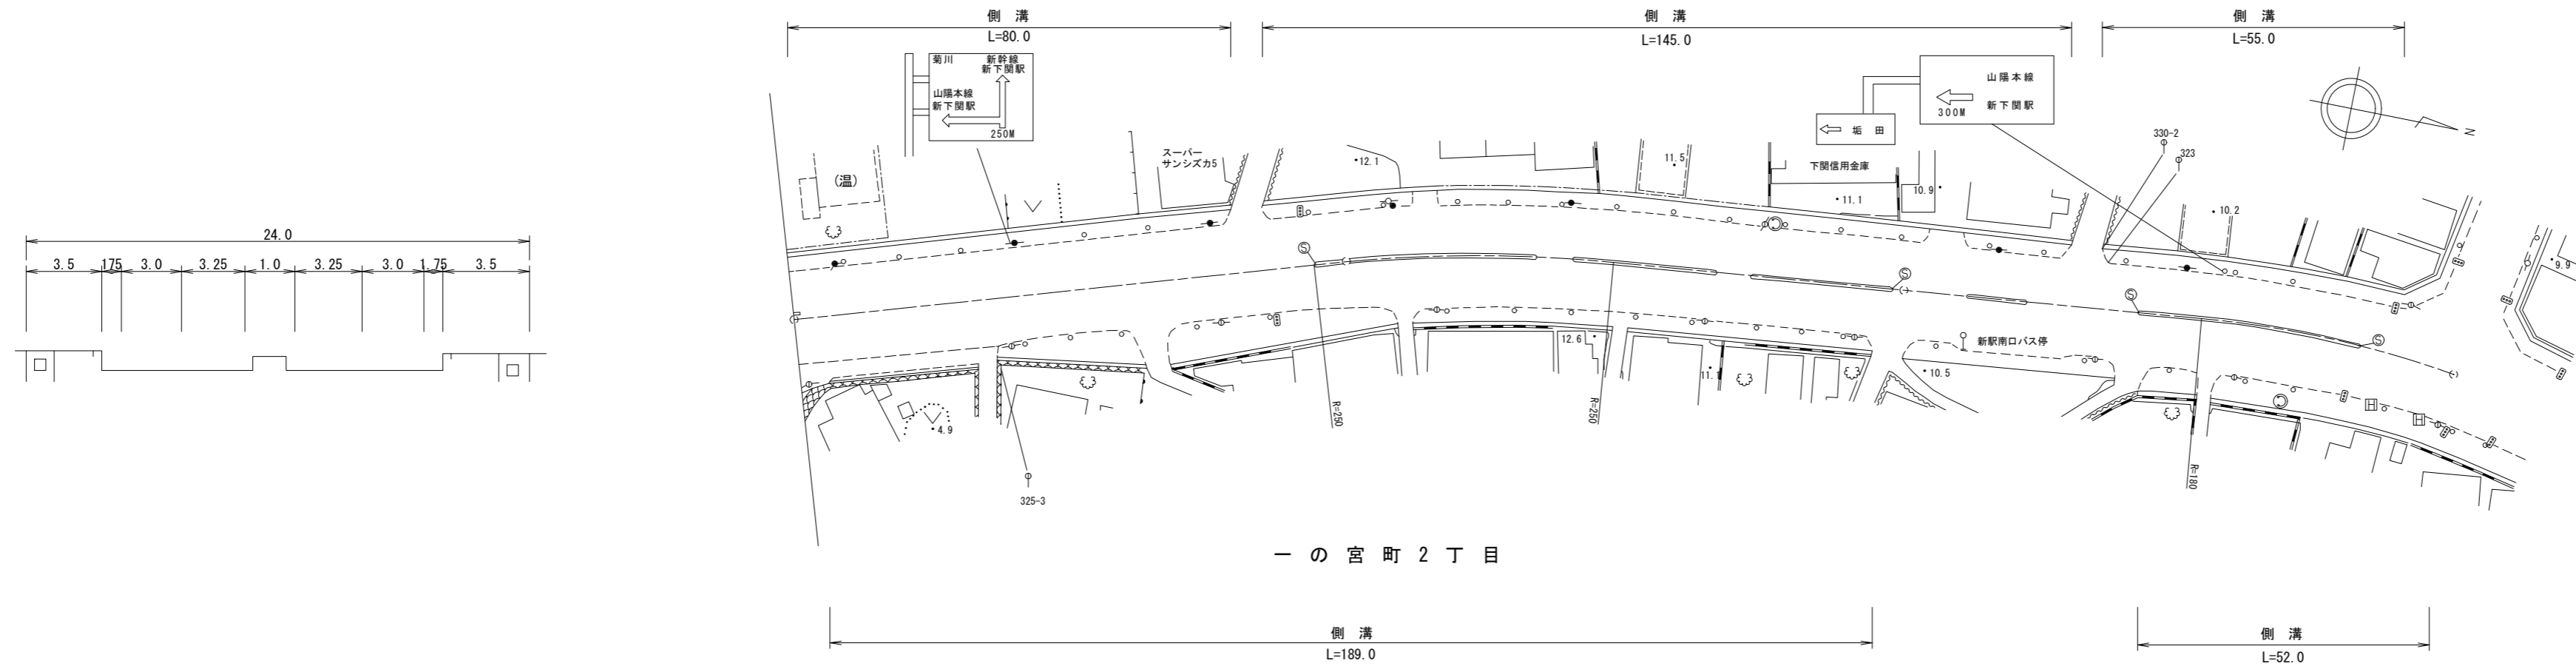 側 溝
L=80.0
側 溝
L=145.0
側 溝
L=55.0
菊川 新幹線
新下関駅
山陽本線
新下関駅
250M
山陽本線
新下関駅
300M
垢 田
N
330-2
323
(温)
スーパー
サンシズカ5
12.1
11.5
下関信用金庫
11.1
10.9
10.2
9.9
24.0
3.5 175 3.0 3.25 1.0 3.25 3.0 1.75 3.5
S
S
S
S
新駅南口バス停
12.6
11.1
10.5
4.9
R=250
R=250
R=180
H
H
325-3
一 の 宮 町 2 丁 目
側 溝
L=189.0
側 溝
L=52.0